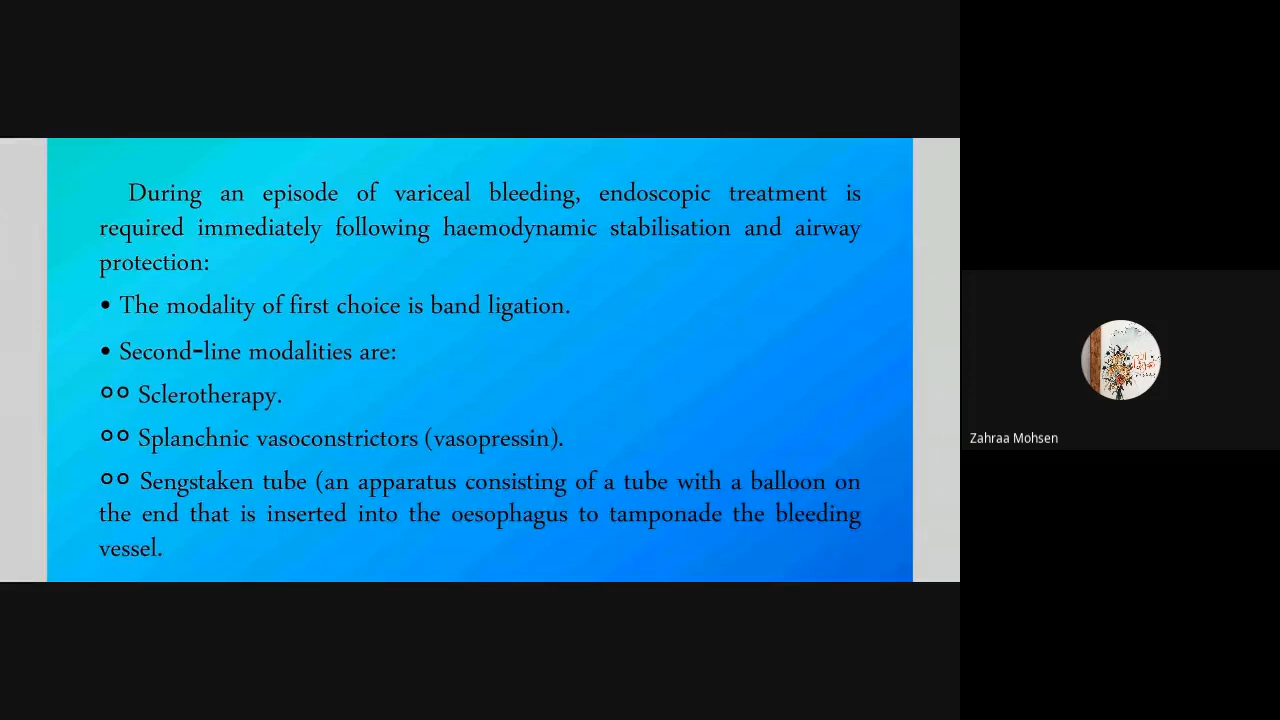 During an episode of variceal bleeding, endoscopic treatment is
required immediately following haemodynamic stabilisation and airway
protection:
• The modality of first choice is band ligation.
• Second-line modalities are:
°° Sclerotherapy.
°° Splanchnic vasoconstrictors (vasopressin).
°° Sengstaken tube (an apparatus consisting of a tube with a balloon on
the end that is inserted into the oesophagus to tamponade the bleeding
vessel.
Zahraa Mohsen